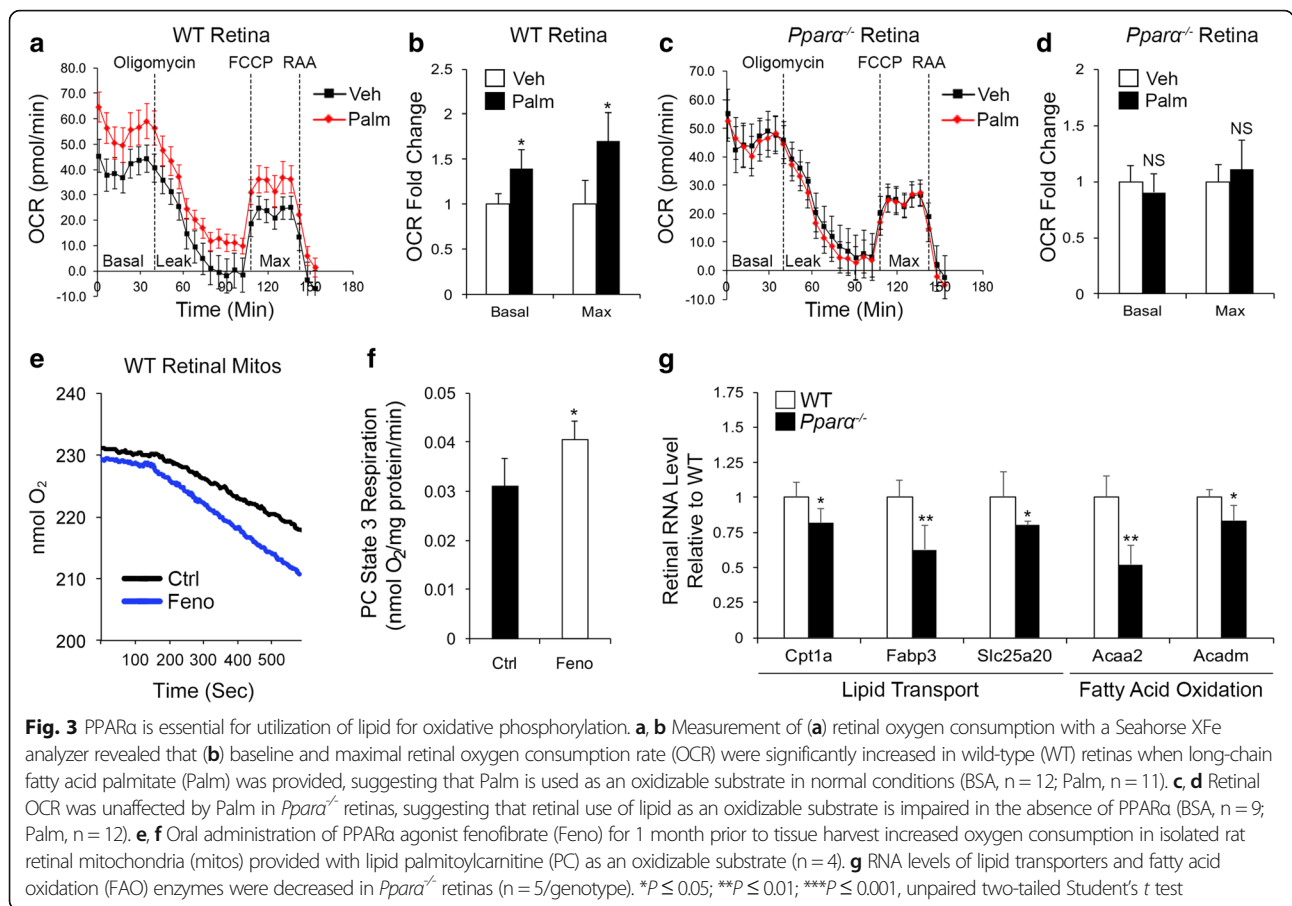 a
WT Retina
Oligomycin FCCP RAA
OCR (pmol/min)
80.0
70.0
60.0
50.0
40.0
30.0
20.0
10.0
0.0
-10.0
Veh
Palm
Basal Leak Max
0 30 60 90 120 150 180
Time (Min)
b
WT Retina
OCR Fold Change
2.5
2
1.5
1
0.5
0
Veh
Palm
* *
Basal Max
c
Pparα-/- Retina
Oligomycin FCCP RAA
OCR (pmol/min)
70.0
60.0
50.0
40.0
30.0
20.0
10.0
0.0
-10.0
Veh
Palm
Basal Leak Max
0 30 60 90 120 150 180
Time (Min)
d
Pparα-/- Retina
OCR Fold Change
2
1.5
1
0.5
0
Veh
Palm
NS NS
Basal Max
e
WT Retinal Mitos
nmol O2
240
230
220
210
200
Ctrl
Feno
100 200 300 400 500
Time (Sec)
f
PC State 3 Respiration
(nmol O2/mg protein/min)
0.05
0.04
0.03
0.02
0.01
0
*
Ctrl Feno
g
Retinal RNA Level
Relative to WT
1.75
1.5
1.25
1
0.75
0.5
0.25
0
WT
Pparα-/-
* ** * ** *
Cpt1a Fabp3 Slc25a20 Acaa2 Acadm
Lipid Transport Fatty Acid Oxidation
Fig. 3 PPARα is essential for utilization of lipid for oxidative phosphorylation. a, b Measurement of (a) retinal oxygen consumption with a Seahorse XFe
analyzer revealed that (b) baseline and maximal retinal oxygen consumption rate (OCR) were significantly increased in wild-type (WT) retinas when long-chain
fatty acid palmitate (Palm) was provided, suggesting that Palm is used as an oxidizable substrate in normal conditions (BSA, n = 12; Palm, n = 11). c, d Retinal
OCR was unaffected by Palm in Pparα-/- retinas, suggesting that retinal use of lipid as an oxidizable substrate is impaired in the absence of PPARα (BSA, n = 9;
Palm, n = 12). e, f Oral administration of PPARα agonist fenofibrate (Feno) for 1 month prior to tissue harvest increased oxygen consumption in isolated rat
retinal mitochondria (mitos) provided with lipid palmitoylcarnitine (PC) as an oxidizable substrate (n = 4). g RNA levels of lipid transporters and fatty acid
oxidation (FAO) enzymes were decreased in Pparα-/- retinas (n = 5/genotype). *P ≤ 0.05; **P ≤ 0.01; ***P ≤ 0.001, unpaired two-tailed Student's t test